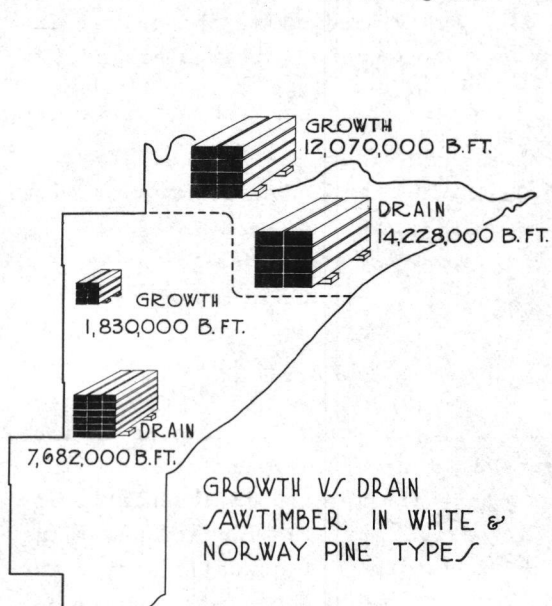 GROWTH
12,070,000 B.FT.
DRAIN
14,228,000 B.FT.
GROWTH
1,830,000 B.FT.
DRAIN
7,682,000 B.FT.
GROWTH VS. DRAIN
SAWTIMBER IN WHITE &
NORWAY PINE TYPES